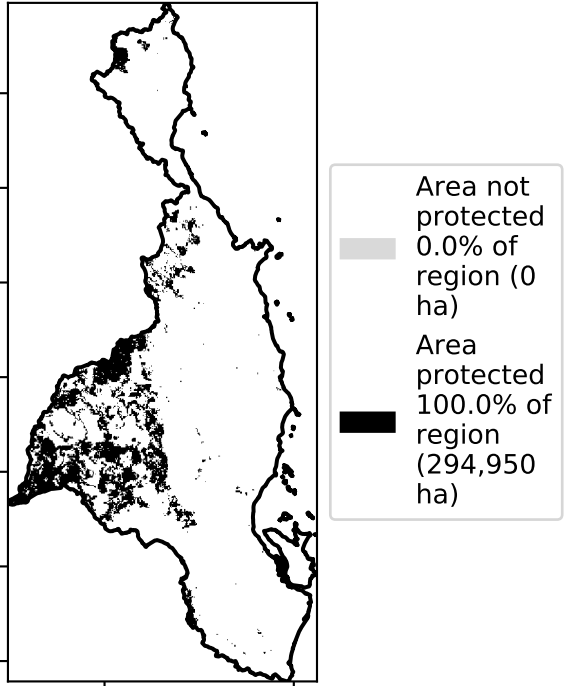 Area not
protected
0.0% of
region (0
ha)
Area
protected
100.0% of
region
(294,950
ha)